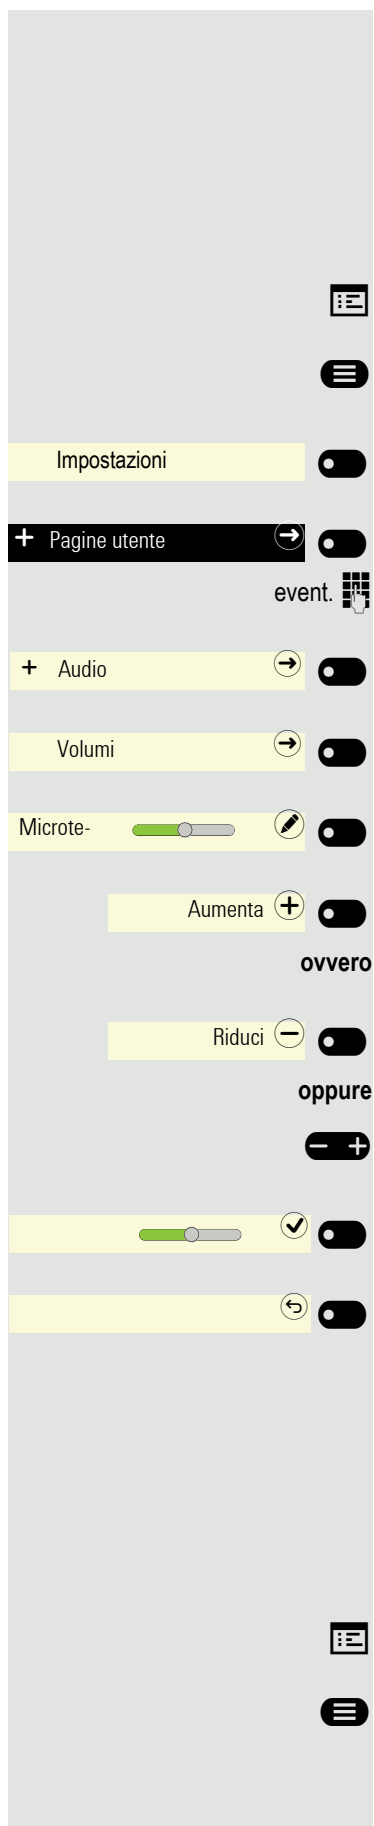 Impostazioni
+ Pagine utente
event.
+ Audio
Volumi
Microte-
Aumenta +
ovvero
Riduci −
oppure
− +